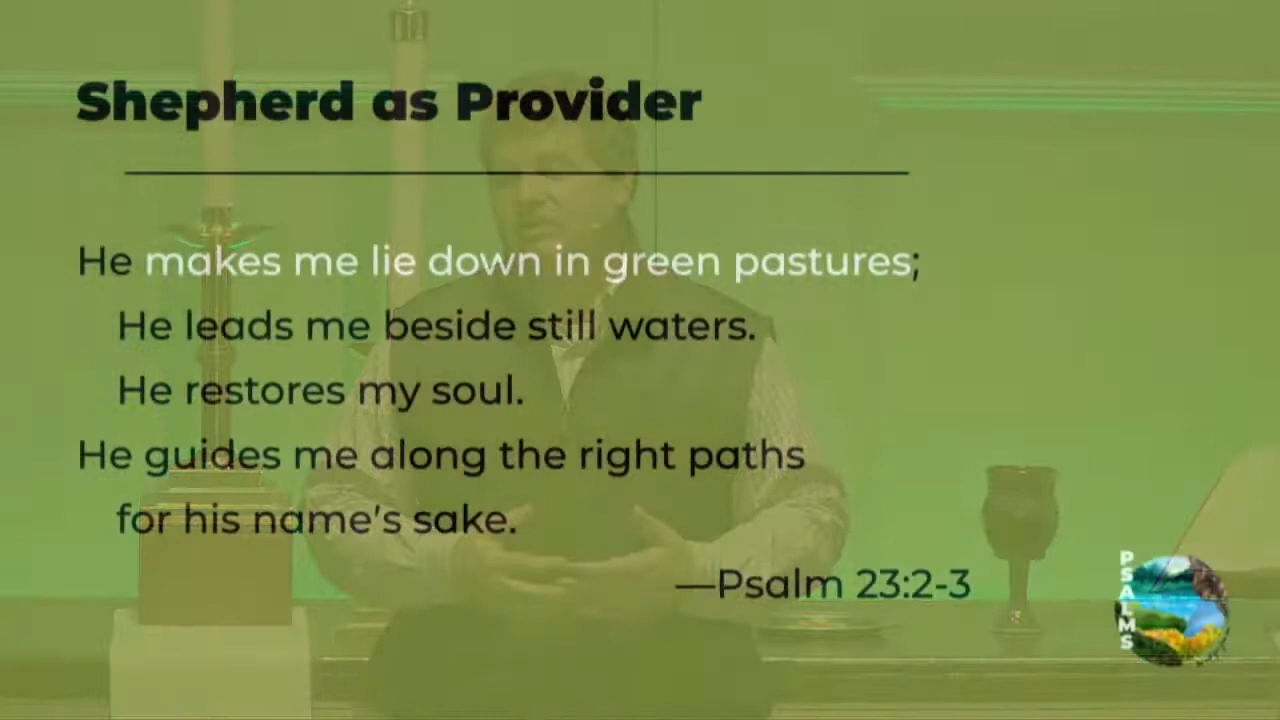 Shepherd as Provider
He makes me lie down in green pastures;
He leads me beside still waters.
He restores my soul.
He guides me along the right paths
for his name's sake.
—Psalm 23:2-3
PSALMS